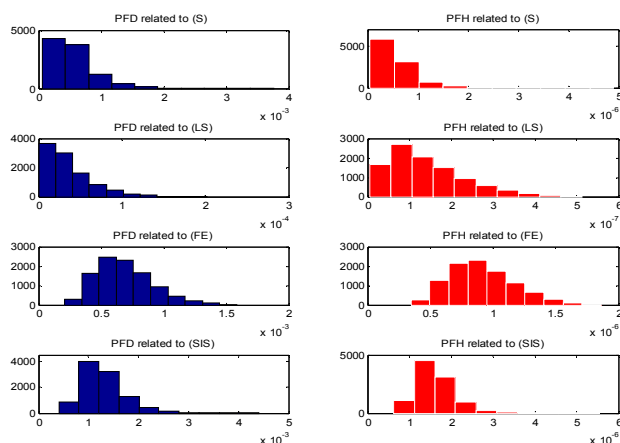 PFD related to (S)
5000
0
0 1 2 3 4
x 10⁻³
PFH related to (S)
5000
0
0 1 2 3 4 5
x 10⁻⁶
PFD related to (LS)
4000
2000
0
0 1 2 3
x 10⁻⁴
PFH related to (LS)
3000
2000
1000
0
0 1 2 3 4 5 6
x 10⁻⁷
PFD related to (FE)
3000
2000
1000
0
0.5 1 1.5 2
x 10⁻³
PFH related to (FE)
3000
2000
1000
0
0 0.5 1 1.5 2
x 10⁻⁶
PFD related to (SIS)
4000
2000
0
0 1 2 3 4 5
x 10⁻³
PFH related to (SIS)
5000
0
0 1 2 3 4 5 6
x 10⁻⁶